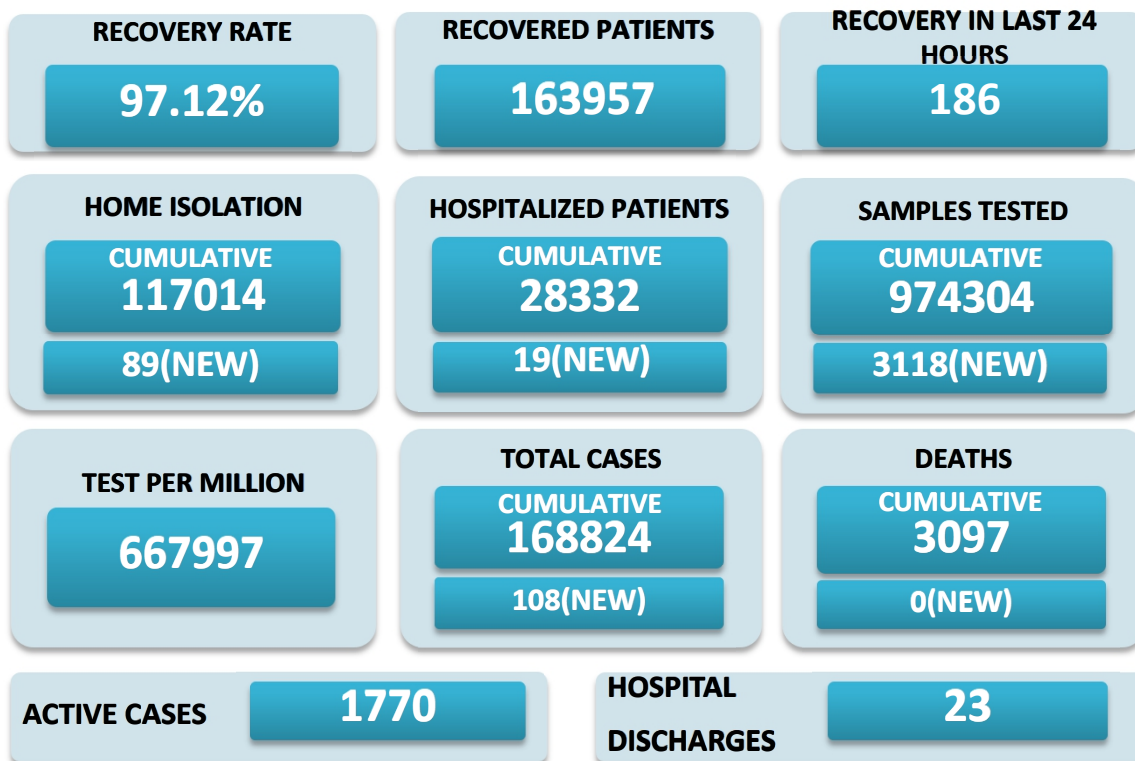 RECOVERY RATE
97.12%
RECOVERED PATIENTS
163957
RECOVERY IN LAST 24
HOURS
186
HOME ISOLATION
CUMULATIVE
117014
89(NEW)
HOSPITALIZED PATIENTS
CUMULATIVE
28332
19(NEW)
SAMPLES TESTED
CUMULATIVE
974304
3118(NEW)
TEST PER MILLION
667997
TOTAL CASES
CUMULATIVE
168824
108(NEW)
DEATHS
CUMULATIVE
3097
0(NEW)
ACTIVE CASES
1770
HOSPITAL
DISCHARGES
23